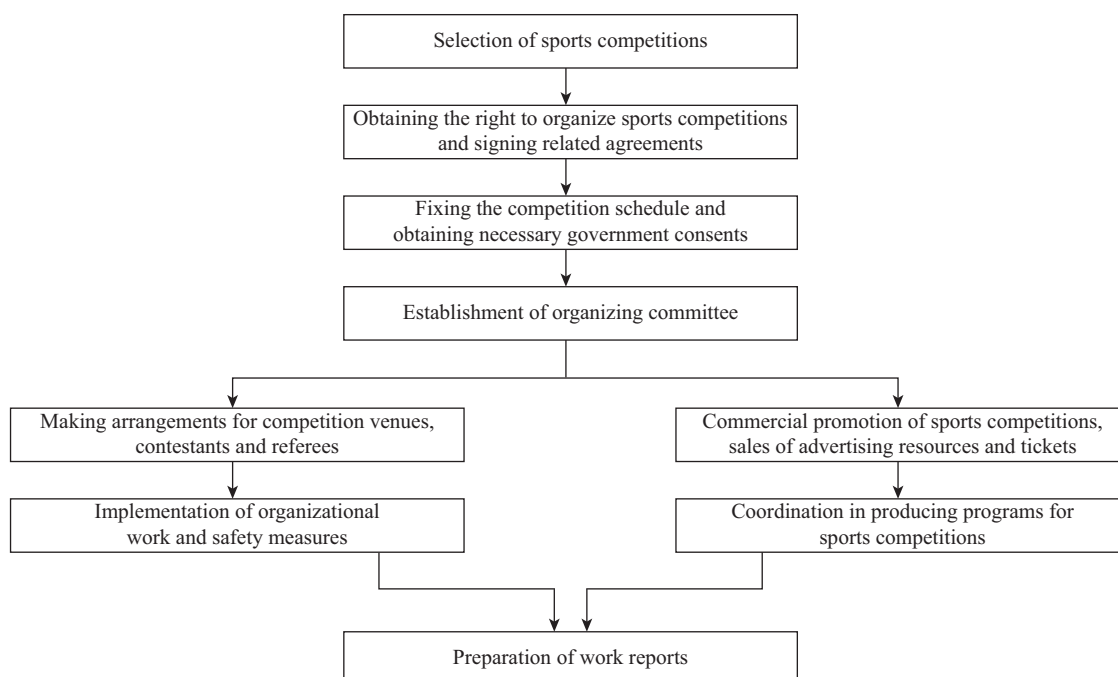 Selection of sports competitions
Obtaining the right to organize sports competitions
and signing related agreements
Fixing the competition schedule and
obtaining necessary government consents
Establishment of organizing committee
Making arrangements for competition venues,
contestants and referees
Commercial promotion of sports competitions,
sales of advertising resources and tickets
Implementation of organizational
work and safety measures
Coordination in producing programs for
sports competitions
Preparation of work reports